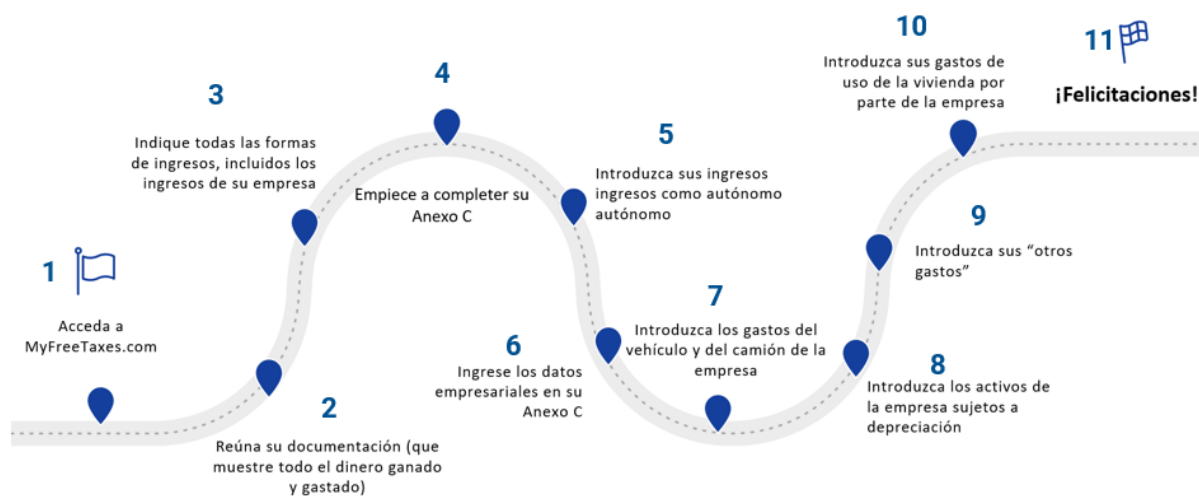 1
Acceda a
MyFreeTaxes.com
2
Reúna su documentación (que
muestre todo el dinero ganado
y gastado)
3
Indique todas las formas
de ingresos, incluidos los
ingresos de su empresa
4
Empiece a completer su
Anexo C
5
Introduzca sus ingresos
ingresos como autónomo
autónomo
6
Ingrese los datos
empresariales en su
Anexo C
7
Introduzca los gastos del
vehículo y del camión de la
empresa
8
Introduzca los activos de
la empresa sujetos a
depreciación
9
Introduzca sus “otros
gastos”
10
Introduzca sus gastos de
uso de la vivienda por
parte de la empresa
11
¡Felicitaciones!